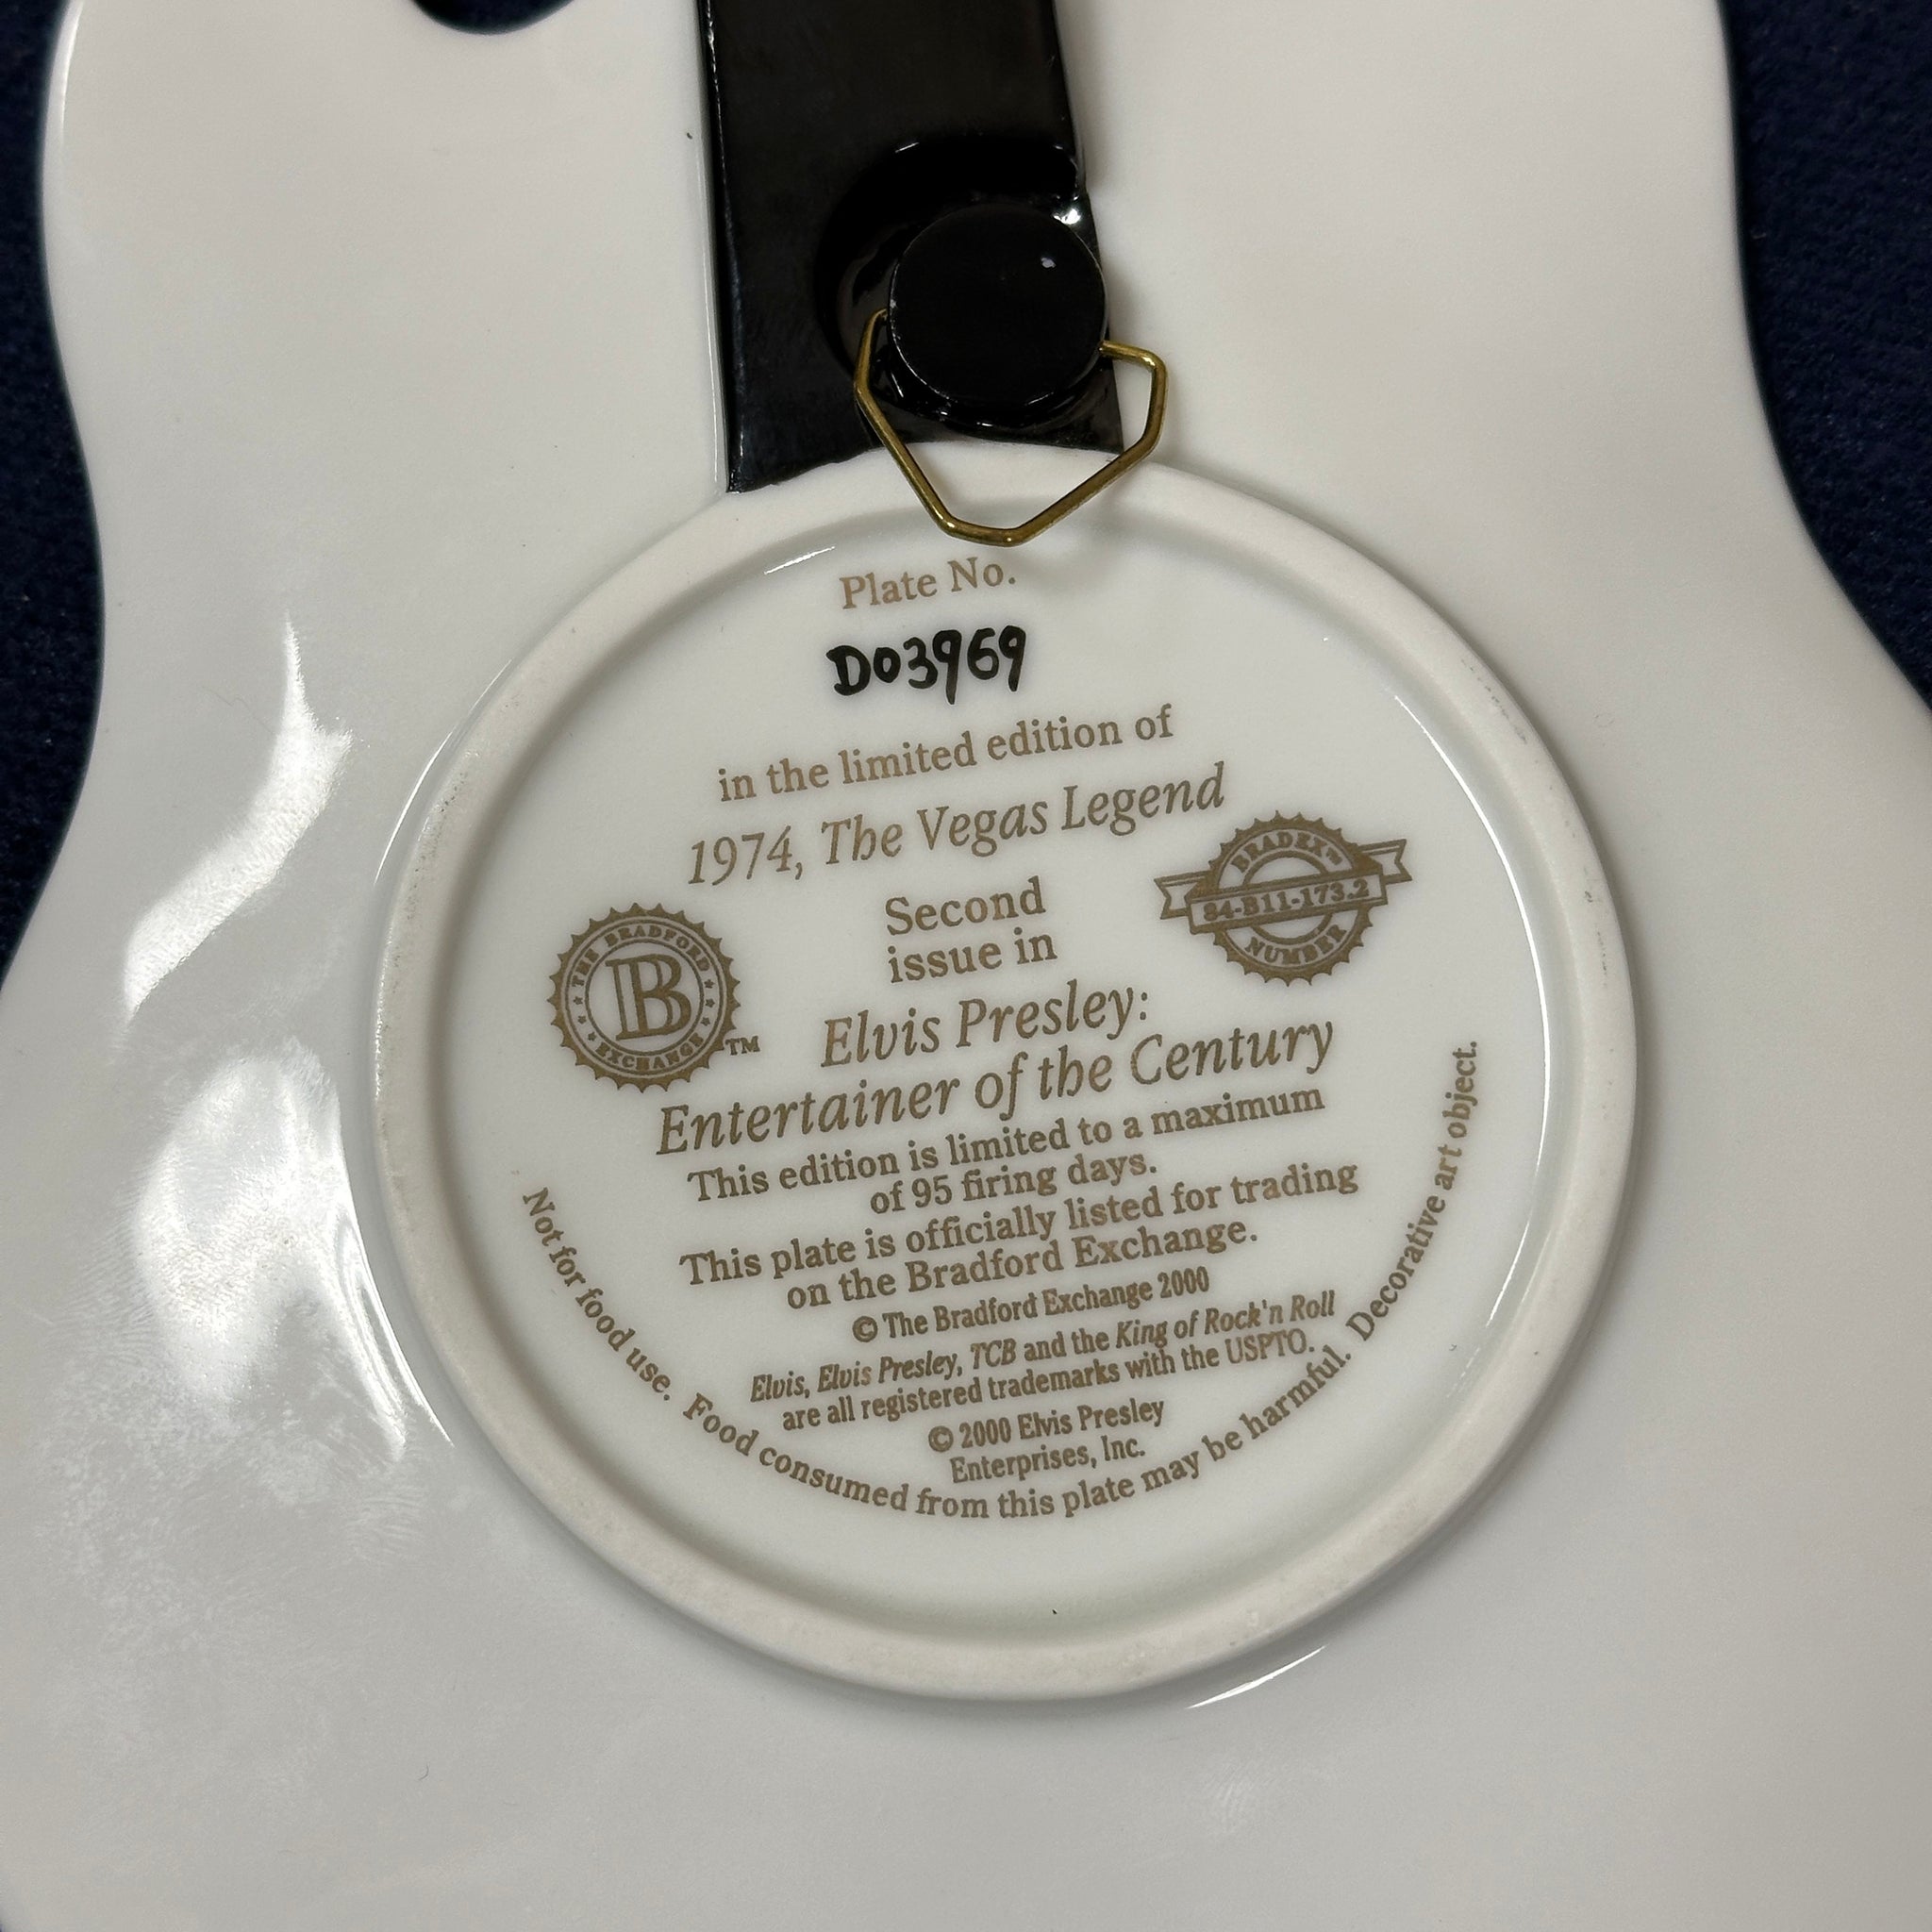 Plate No.
D03969
in the limited edition of
1974, The Vegas Legend
Second
issue in
Elvis Presley:
Entertainer of the Century
THE BRADFORD
B
EXCHANGE
TM
BRADEX™
84-B11-173.2
NUMBER
This edition is limited to a maximum
of 95 firing days.
This plate is officially listed for trading
on the Bradford Exchange.
© The Bradford Exchange 2000
Elvis, Elvis Presley, TCB and the King of Rock'n Roll
are all registered trademarks with the USPTO.
© 2000 Elvis Presley
Enterprises, Inc.
Not for food use. Food consumed from this plate may be harmful. Decorative art object.